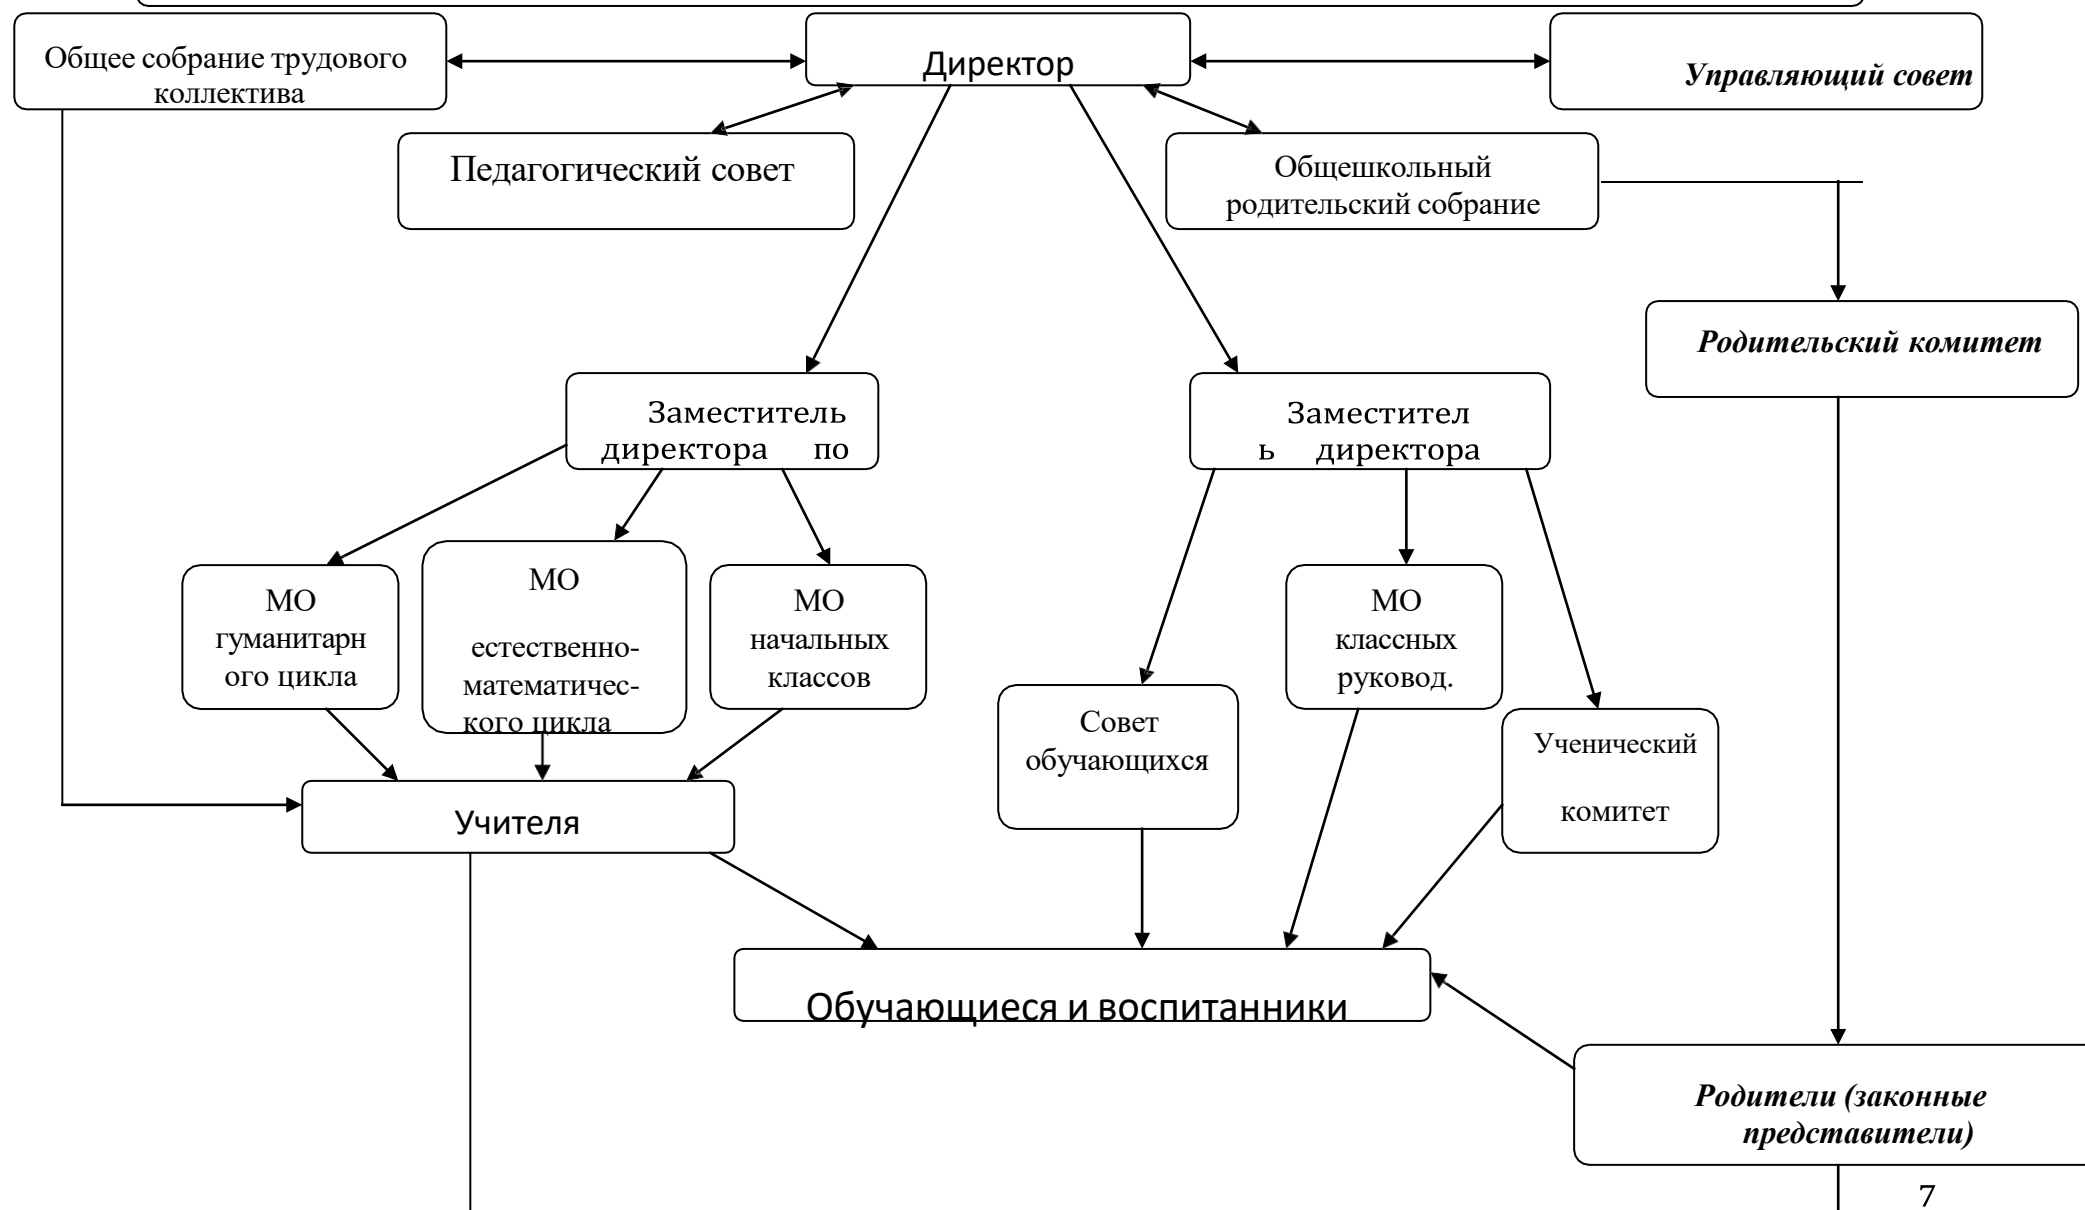 Общее собрание трудового
коллектива
Директор
Управляющий совет
Педагогический совет
Общешкольный
родительский собрание
Родительский комитет
Заместитель
директора по
Заместител
ь директора
МО
гуманитарн
ого цикла
МО
естественно-
математичес-
кого цикла
МО
начальных
классов
МО
классных
руковод.
Совет
обучающихся
Ученический
комитет
Учителя
Обучающиеся и воспитанники
Родители (законные
представители)
7